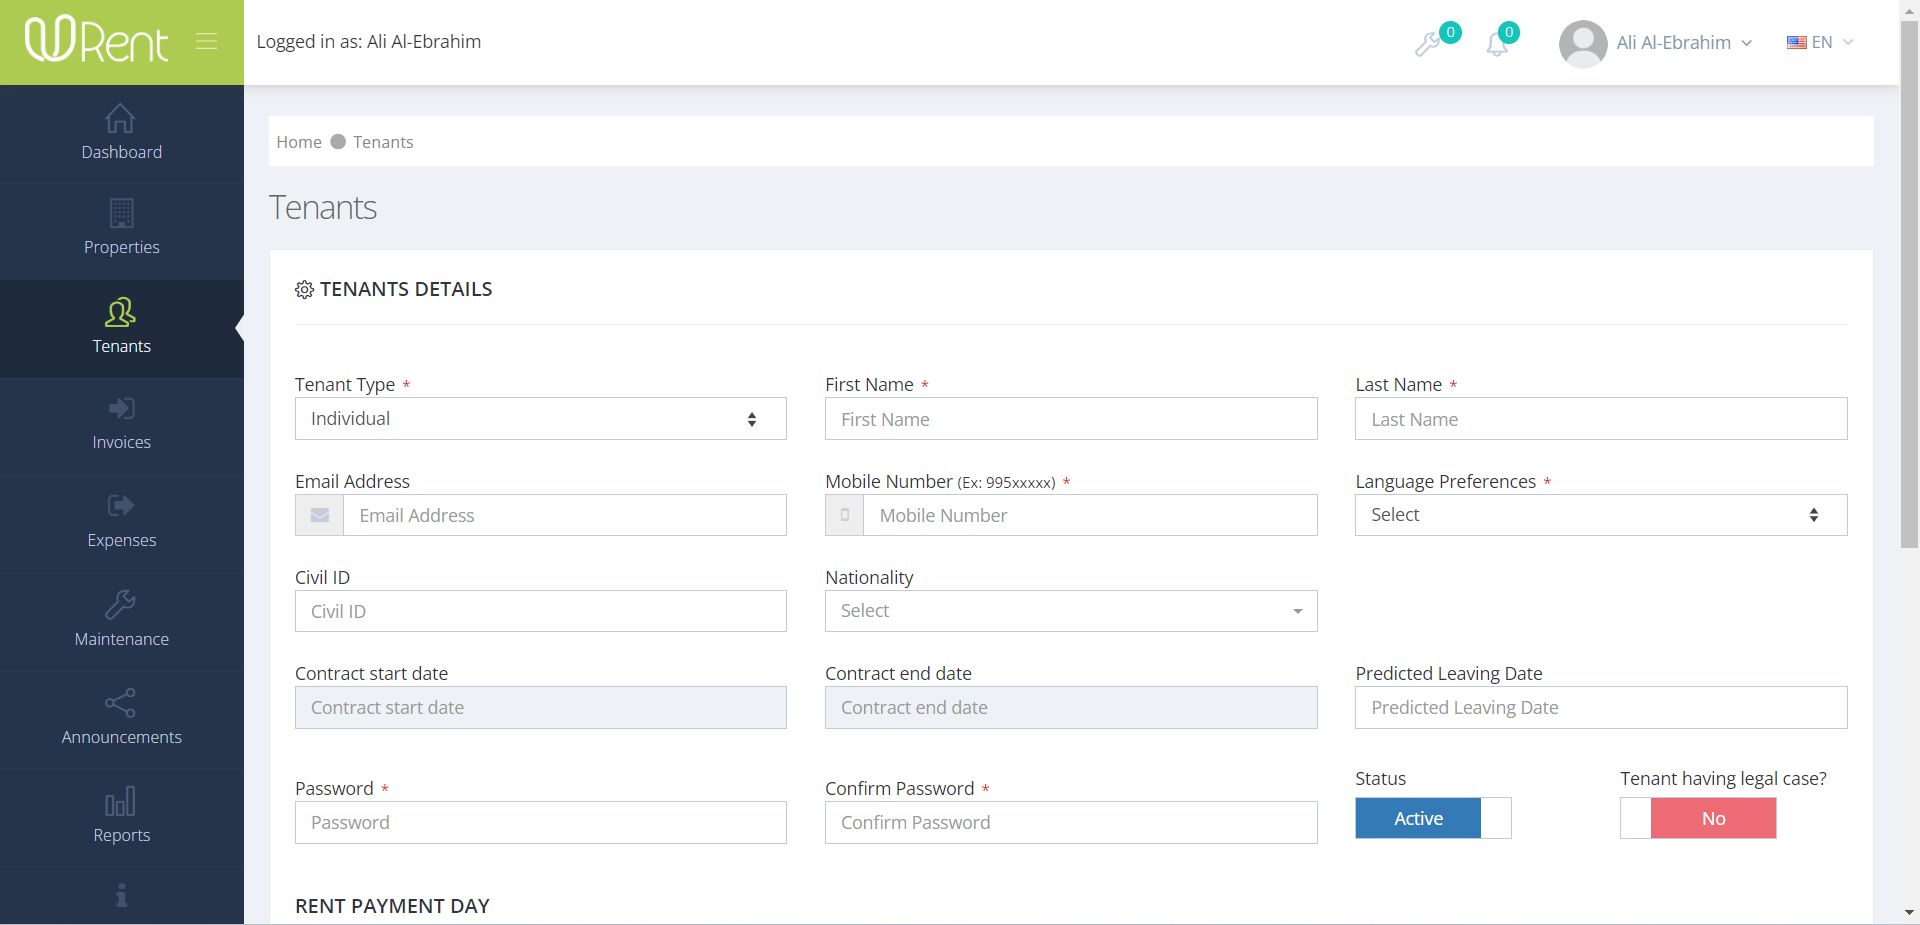 URent
Logged in as: Ali Al-Ebrahim
0
0
Ali Al-Ebrahim
EN
Dashboard
Properties
Tenants
Invoices
Expenses
Maintenance
Announcements
Reports
Home Tenants
Tenants
TENANTS DETAILS
Tenant Type *
Individual
First Name *
First Name
Last Name *
Last Name
Email Address
Email Address
Mobile Number (Ex: 995xxxxx) *
Mobile Number
Language Preferences *
Select
Civil ID
Civil ID
Nationality
Select
Contract start date
Contract start date
Contract end date
Contract end date
Predicted Leaving Date
Predicted Leaving Date
Password *
Password
Confirm Password *
Confirm Password
Status
Active
Tenant having legal case?
No
RENT PAYMENT DAY